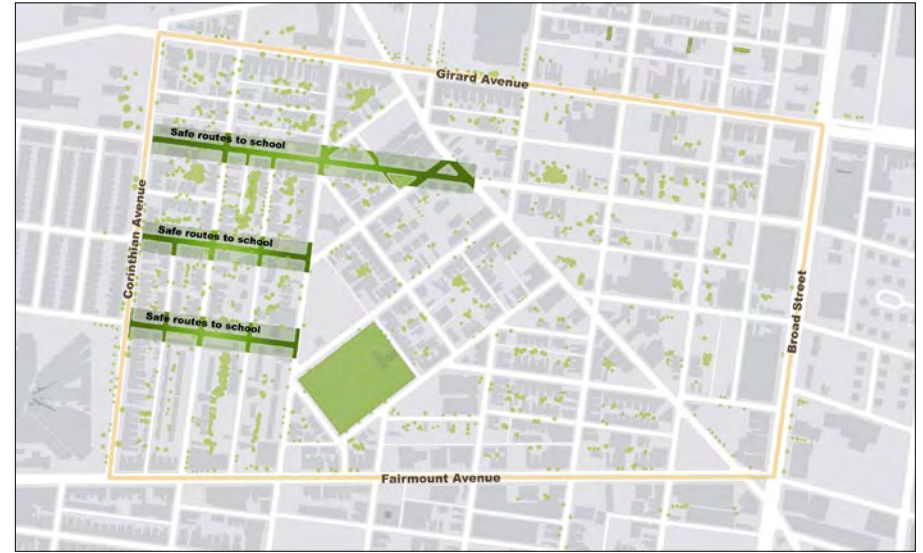 Girard Avenue
Safe routes to school
Corinthian Avenue
Safe routes to school
Broad Street
Safe routes to school
Fairmount Avenue